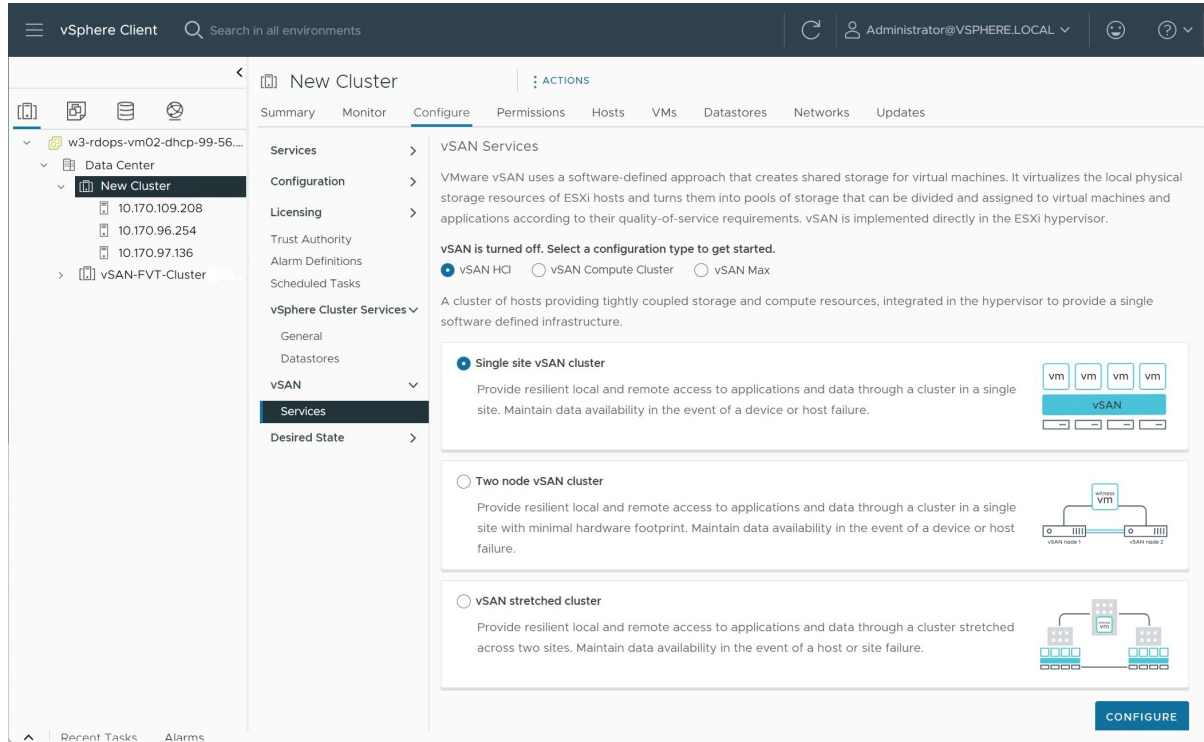 vSphere Client
Search in all environments
Administrator@VSPHERE.LOCAL
New Cluster
ACTIONS
Summary Monitor Configure Permissions Hosts VMs Datastores Networks Updates
w3-rdops-vm02-dhcp-99-56....
Data Center
New Cluster
10.170.109.208
10.170.96.254
10.170.97.136
vSAN-FVT-Cluster
Services
Configuration
Licensing
Trust Authority
Alarm Definitions
Scheduled Tasks
vSphere Cluster Services
General
Datastores
vSAN
Services
Desired State
vSAN Services
VMware vSAN uses a software-defined approach that creates shared storage for virtual machines. It virtualizes the local physical
storage resources of ESXi hosts and turns them into pools of storage that can be divided and assigned to virtual machines and
applications according to their quality-of-service requirements. vSAN is implemented directly in the ESXi hypervisor.
vSAN is turned off. Select a configuration type to get started.
vSAN HCI vSAN Compute Cluster vSAN Max
A cluster of hosts providing tightly coupled storage and compute resources, integrated in the hypervisor to provide a single
software defined infrastructure.
Single site vSAN cluster
Provide resilient local and remote access to applications and data through a cluster in a single
site. Maintain data availability in the event of a device or host failure.
vm vm vm vm
vSAN
Two node vSAN cluster
Provide resilient local and remote access to applications and data through a cluster in a single
site with minimal hardware footprint. Maintain data availability in the event of a device or host
failure.
witness
vm
vSAN node 1 vSAN node 2
vSAN stretched cluster
Provide resilient local and remote access to applications and data through a cluster stretched
across two sites. Maintain data availability in the event of a host or site failure.
witness
vm
CONFIGURE
Recent Tasks Alarms